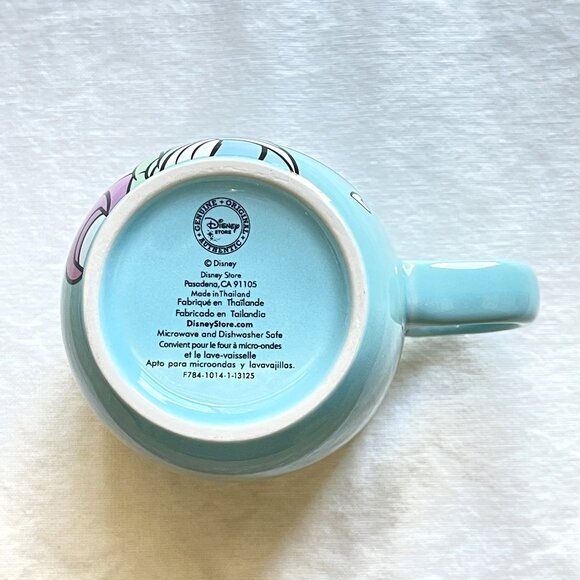 GENUINE • ORIGINAL
Disney
STORE
AUTHENTIC
© Disney
Disney Store
Pasadena, CA 91105
Made in Thailand
Fabriqué en Thaïlande
Fabricado en Tailandia
DisneyStore.com
Microwave and Dishwasher Safe
Convient pour le four à micro-ondes
et le lave-vaisselle
Apto para microondas y lavavajillas.
F784-1014-1-13125